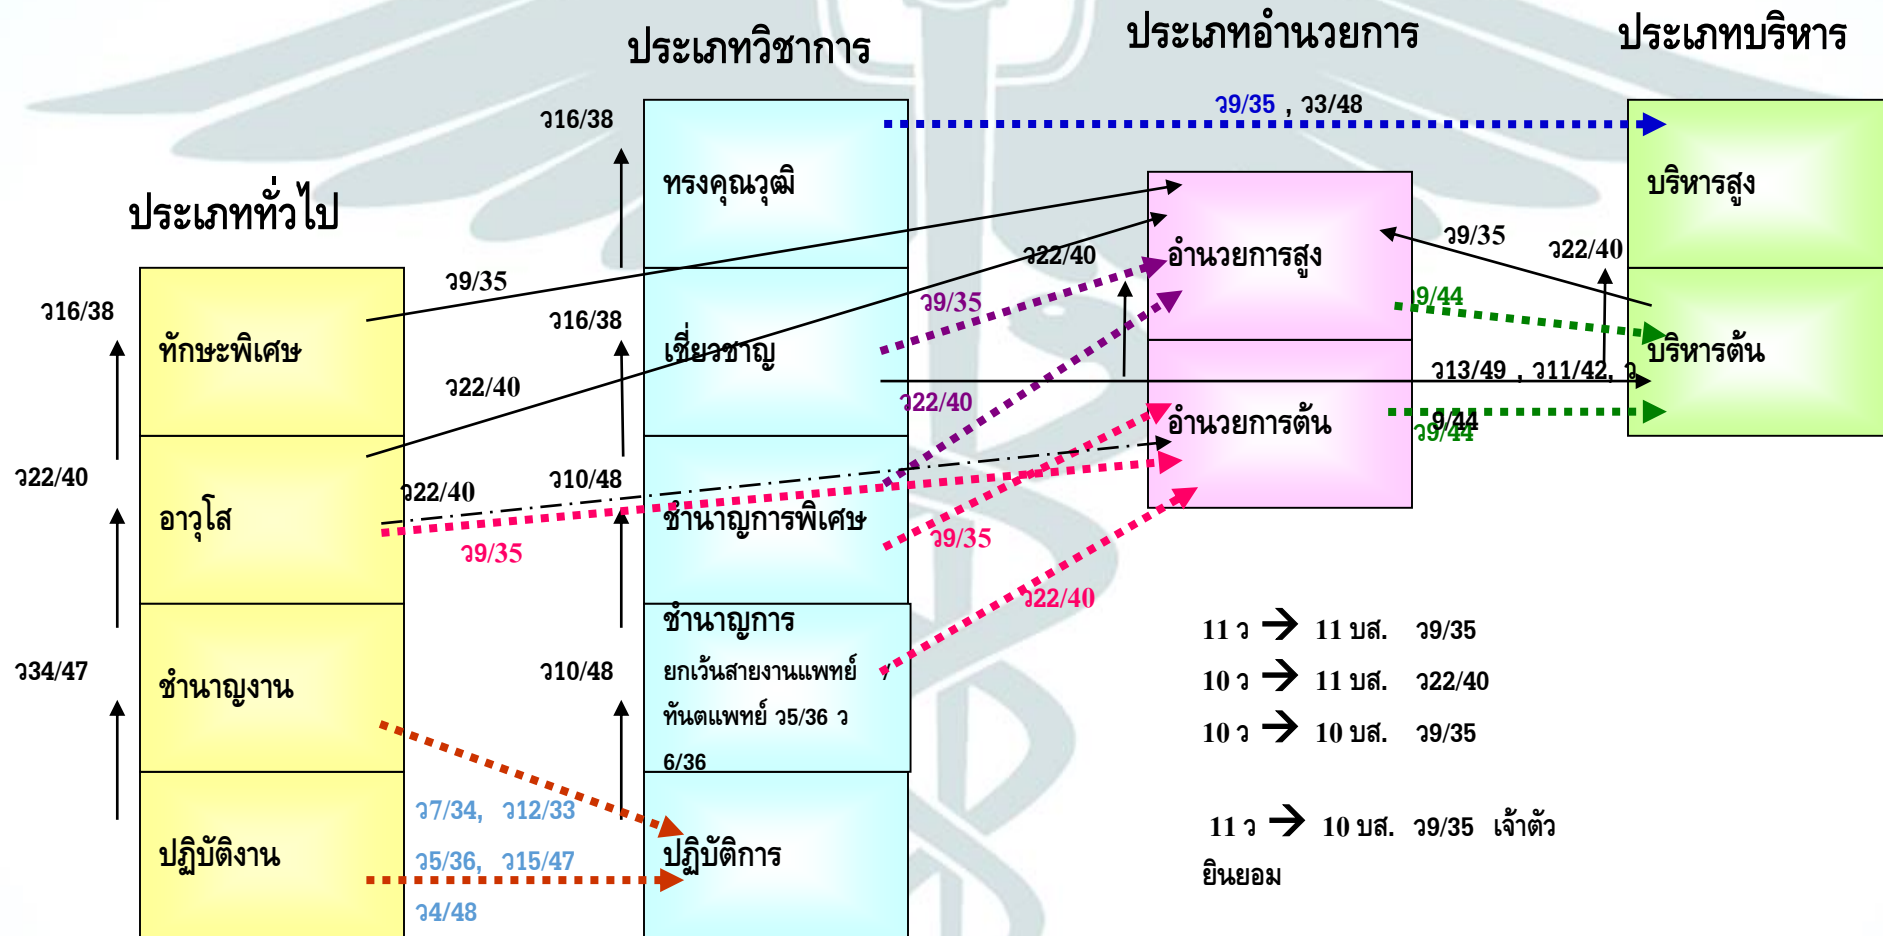 ประเภททั่วไป
ประเภทวิชาการ
ประเภทอำนวยการ
ประเภทบริหาร
ว16/38
ว22/40
ว34/47
ทักษะพิเศษ
อาวุโส
ชำนาญงาน
ปฏิบัติงาน
ว9/35
ว22/40
ว22/40
ว9/35
ว7/34, ว12/33
ว5/36, ว15/47
ว4/48
ว16/38
ว16/38
ว10/48
ว10/48
ทรงคุณวุฒิ
เชี่ยวชาญ
ชำนาญการพิเศษ
ชำนาญการ
ยกเว้นสายงานแพทย์ /
ทันตแพทย์ ว5/36 ว
6/36
ปฏิบัติการ
ว9/35 , ว3/48
ว22/40
ว9/35
ว22/40
ว9/35
ว22/40
อำนวยการสูง
อำนวยการต้น
ว9/35
ว22/40
ว9/44
ว13/49 , ว11/42, ว
9/44
ว9/44
บริหารสูง
บริหารต้น
11 ว → 11 บส. ว9/35
10 ว → 11 บส. ว22/40
10 ว → 10 บส. ว9/35
11 ว → 10 บส. ว9/35 เจ้าตัว
ยินยอม